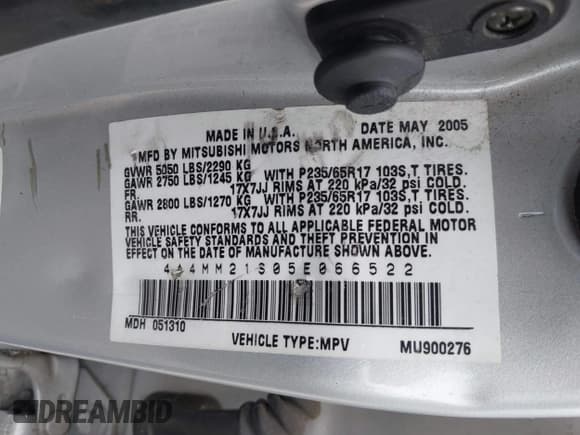 MADE IN U.S.A. DATE MAY 2005
MFD BY MITSUBISHI MOTORS NORTH AMERICA, INC.
GVWR 5050 LBS/2290 KG
GAWR 2750 LBS/1245 KG WITH P235/65R17 103S,T TIRES.
FR. 17X7JJ RIMS AT 220 kPa/32 psi COLD.
GAWR 2800 LBS/1270 KG WITH P235/65R17 103S,T TIRES.
RR. 17X7JJ RIMS AT 220 kPa/32 psi COLD.
THIS VEHICLE CONFORMS TO ALL APPLICABLE FEDERAL MOTOR
VEHICLE SAFETY STANDARDS AND THEFT PREVENTION STANDARD IN
EFFECT ON THE DATE OF MANUFACTURE SHOWN ABOVE.
4A4MM21S05E066522
MDH 051310
VEHICLE TYPE:MPV MU900276
DREAMBID